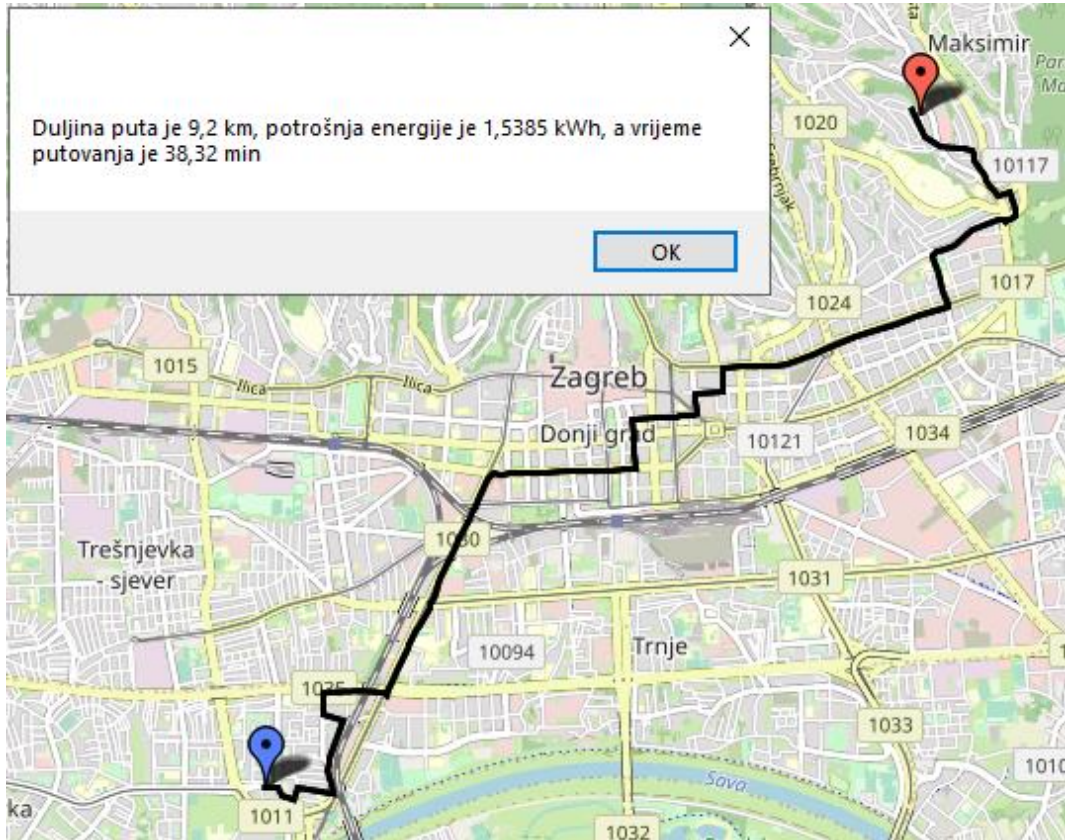 Duljina puta je 9,2 km, potrošnja energije je 1,5385 kWh, a vrijeme
putovanja je 38,32 min
OK
Maksimir
1020
10117
1024
1017
1015
Ilica
Ilica
Zagreb
Donji grad
10121
1034
1030
Trešnjevka
- sjever
1031
10094
Trnje
1035
1033
1011
Sava
1010
ka
1032